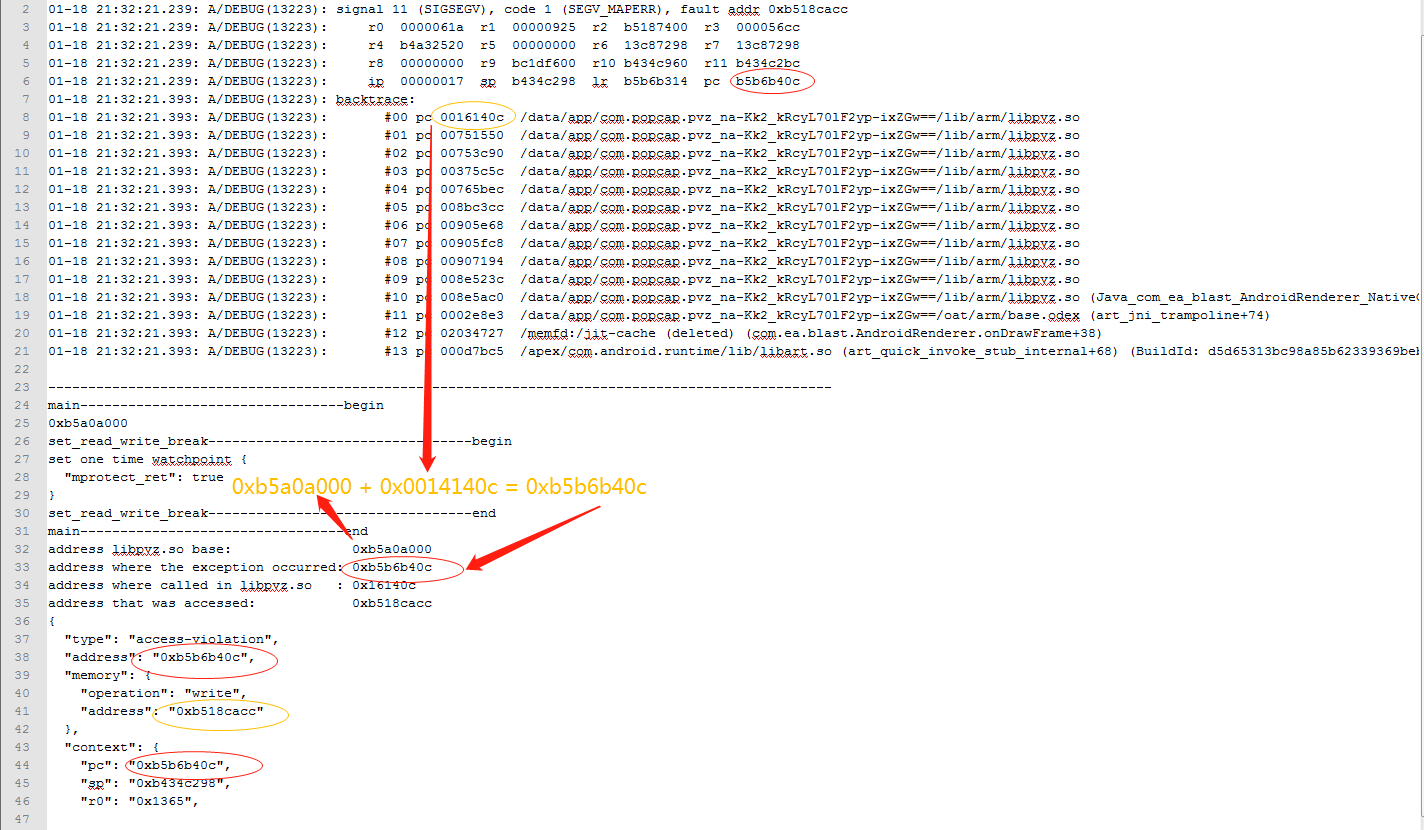 2 01-18 21:32:21.239: A/DEBUG(13223): signal 11 (SIGSEGV), code 1 (SEGV_MAPERR), fault addr 0xb518cacc
3 01-18 21:32:21.239: A/DEBUG(13223): r0 0000061a r1 00000925 r2 b5187400 r3 000056cc
4 01-18 21:32:21.239: A/DEBUG(13223): r4 b4a32520 r5 00000000 r6 13c87298 r7 13c87298
5 01-18 21:32:21.239: A/DEBUG(13223): r8 00000000 r9 bc1df600 r10 b434c960 r11 b434c2bc
6 01-18 21:32:21.239: A/DEBUG(13223): ip 00000017 sp b434c298 lr b5b6b314 pc b5b6b40c
7 01-18 21:32:21.393: A/DEBUG(13223): backtrace:
8 01-18 21:32:21.393: A/DEBUG(13223): #00 pc 0016140c /data/app/com.popcap.pvz_na-Kk2_kRcyL70lF2yp-ixZGw==/lib/arm/libpvz.so
9 01-18 21:32:21.393: A/DEBUG(13223): #01 pc 00751550 /data/app/com.popcap.pvz_na-Kk2_kRcyL70lF2yp-ixZGw==/lib/arm/libpvz.so
10 01-18 21:32:21.393: A/DEBUG(13223): #02 pc 00753c90 /data/app/com.popcap.pvz_na-Kk2_kRcyL70lF2yp-ixZGw==/lib/arm/libpvz.so
11 01-18 21:32:21.393: A/DEBUG(13223): #03 pc 00375c5c /data/app/com.popcap.pvz_na-Kk2_kRcyL70lF2yp-ixZGw==/lib/arm/libpvz.so
12 01-18 21:32:21.393: A/DEBUG(13223): #04 pc 00765bec /data/app/com.popcap.pvz_na-Kk2_kRcyL70lF2yp-ixZGw==/lib/arm/libpvz.so
13 01-18 21:32:21.393: A/DEBUG(13223): #05 pc 008bc3cc /data/app/com.popcap.pvz_na-Kk2_kRcyL70lF2yp-ixZGw==/lib/arm/libpvz.so
14 01-18 21:32:21.393: A/DEBUG(13223): #06 pc 00905e68 /data/app/com.popcap.pvz_na-Kk2_kRcyL70lF2yp-ixZGw==/lib/arm/libpvz.so
15 01-18 21:32:21.393: A/DEBUG(13223): #07 pc 00905fc8 /data/app/com.popcap.pvz_na-Kk2_kRcyL70lF2yp-ixZGw==/lib/arm/libpvz.so
16 01-18 21:32:21.393: A/DEBUG(13223): #08 pc 00907194 /data/app/com.popcap.pvz_na-Kk2_kRcyL70lF2yp-ixZGw==/lib/arm/libpvz.so
17 01-18 21:32:21.393: A/DEBUG(13223): #09 pc 008e523c /data/app/com.popcap.pvz_na-Kk2_kRcyL70lF2yp-ixZGw==/lib/arm/libpvz.so
18 01-18 21:32:21.393: A/DEBUG(13223): #10 pc 008e5ac0 /data/app/com.popcap.pvz_na-Kk2_kRcyL70lF2yp-ixZGw==/lib/arm/libpvz.so (Java_com_ea_blast_AndroidRenderer_Native
19 01-18 21:32:21.393: A/DEBUG(13223): #11 pc 0002e8e3 /data/app/com.popcap.pvz_na-Kk2_kRcyL70lF2yp-ixZGw==/oat/arm/base.odex (art_jni_trampoline+74)
20 01-18 21:32:21.393: A/DEBUG(13223): #12 pc 02034727 /memfd:/jit-cache (deleted) (com.ea.blast.AndroidRenderer.onDrawFrame+38)
21 01-18 21:32:21.393: A/DEBUG(13223): #13 pc 000d7bc5 /apex/com.android.runtime/lib/libart.so (art_quick_invoke_stub_internal+68) (BuildId: d5d65313bc98a85b62339369be
22
23 --------------------------------------------------------------------------------------------------
24 main---------------------------------begin
25 0xb5a0a000
26 set_read_write_break---------------------------------begin
27 set one time watchpoint {
28 "mprotect_ret": true
0xb5a0a000 + 0x0014140c = 0xb5b6b40c
29 }
30 set_read_write_break---------------------------------end
31 main---------------------------------end
32 address libpvz.so base: 0xb5a0a000
33 address where the exception occurred: 0xb5b6b40c
34 address where called in libpvz.so : 0x16140c
35 address that was accessed: 0xb518cacc
36 {
37 "type": "access-violation",
38 "address": "0xb5b6b40c",
39 "memory": {
40 "operation": "write",
41 "address": "0xb518cacc"
42 },
43 "context": {
44 "pc": "0xb5b6b40c",
45 "sp": "0xb434c298",
46 "r0": "0x1365",
47